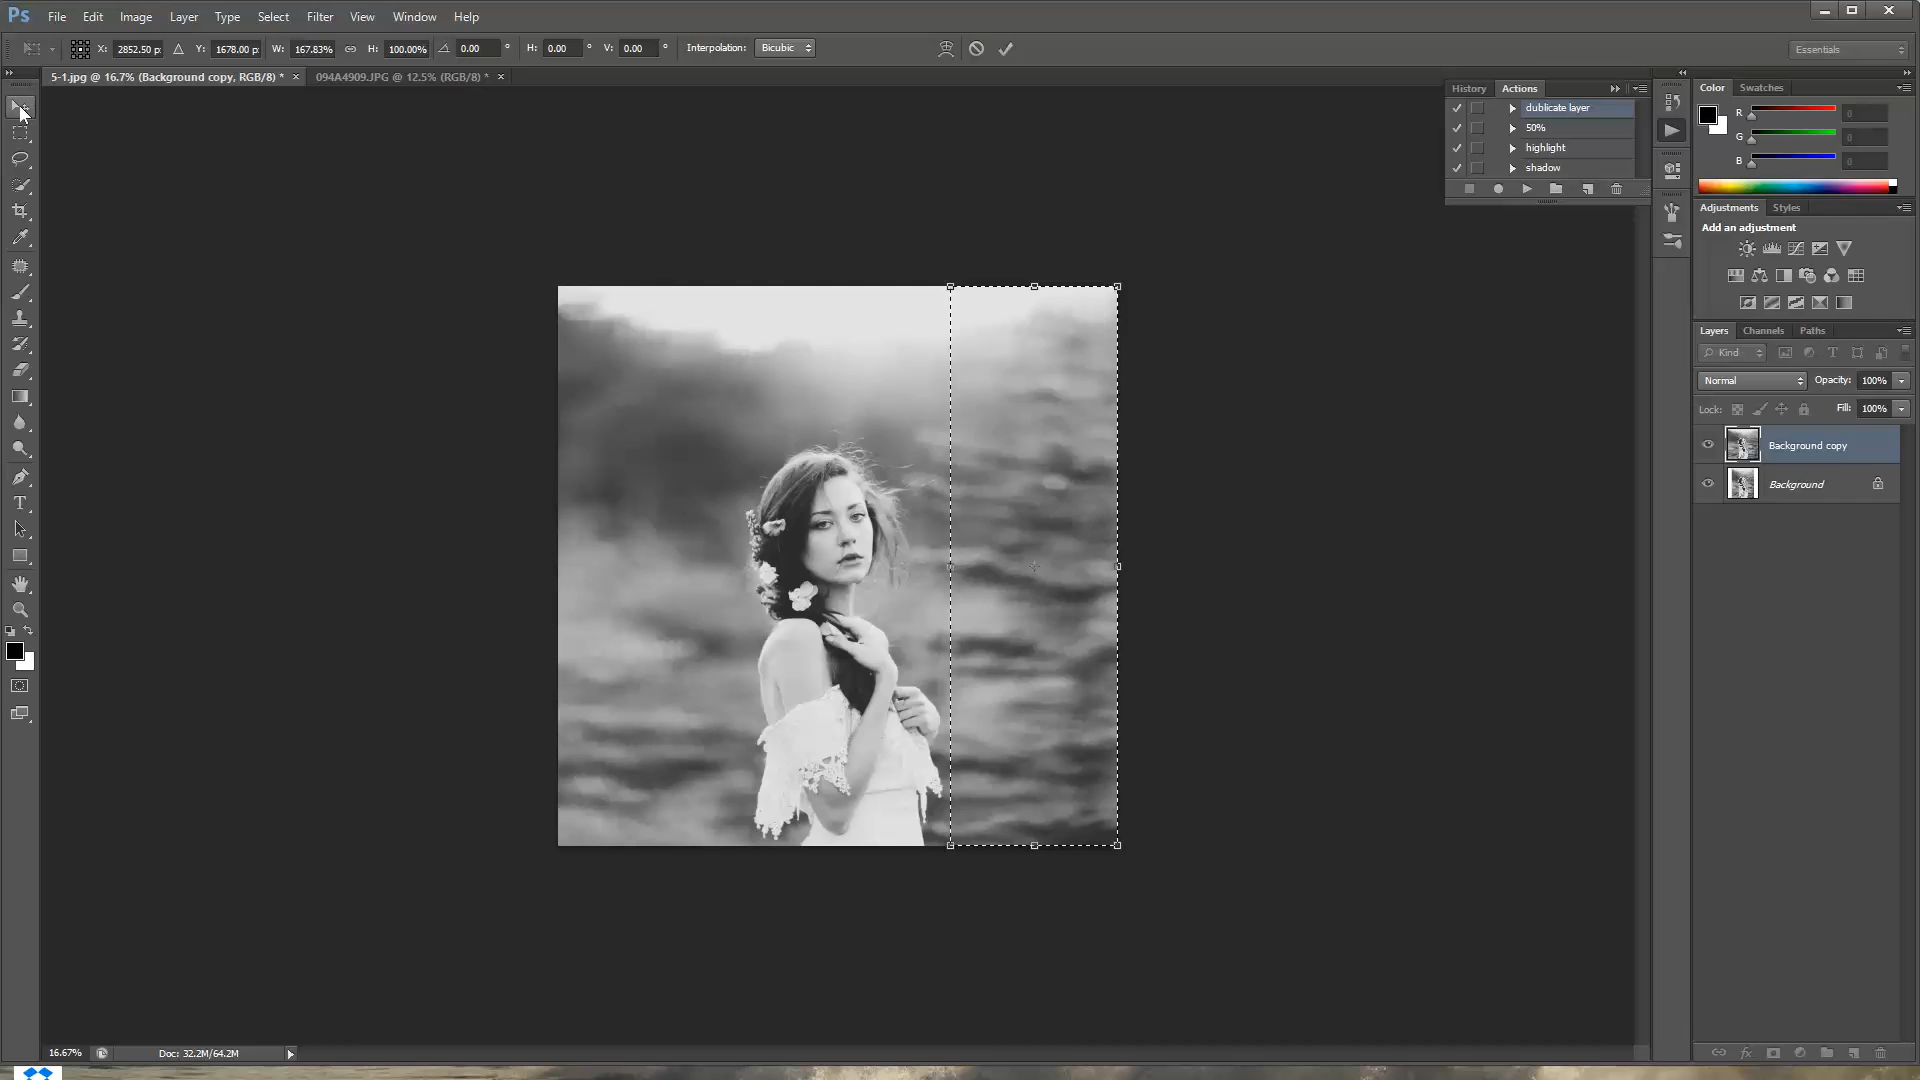 Ps File Edit Image Layer Type Select Filter View Window Help
X: 2852.50 p: Y: 1678.00 p: W: 167.83% H: 100.00% 0.00 ° H: 0.00 ° V: 0.00 ° Interpolation: Bicubic Essentials
5-1.jpg @ 16.7% (Background copy, RGB/8) * × 094A4909.JPG @ 12.5% (RGB/8) * ×
History Actions
dublicate layer
50%
highlight
shadow
Color Swatches
R 0
G 0
B 0
Adjustments Styles
Add an adjustment
Layers Channels Paths
Kind
Normal Opacity: 100%
Lock: Fill: 100%
Background copy
Background
16.67% Doc: 32.2M/64.2M